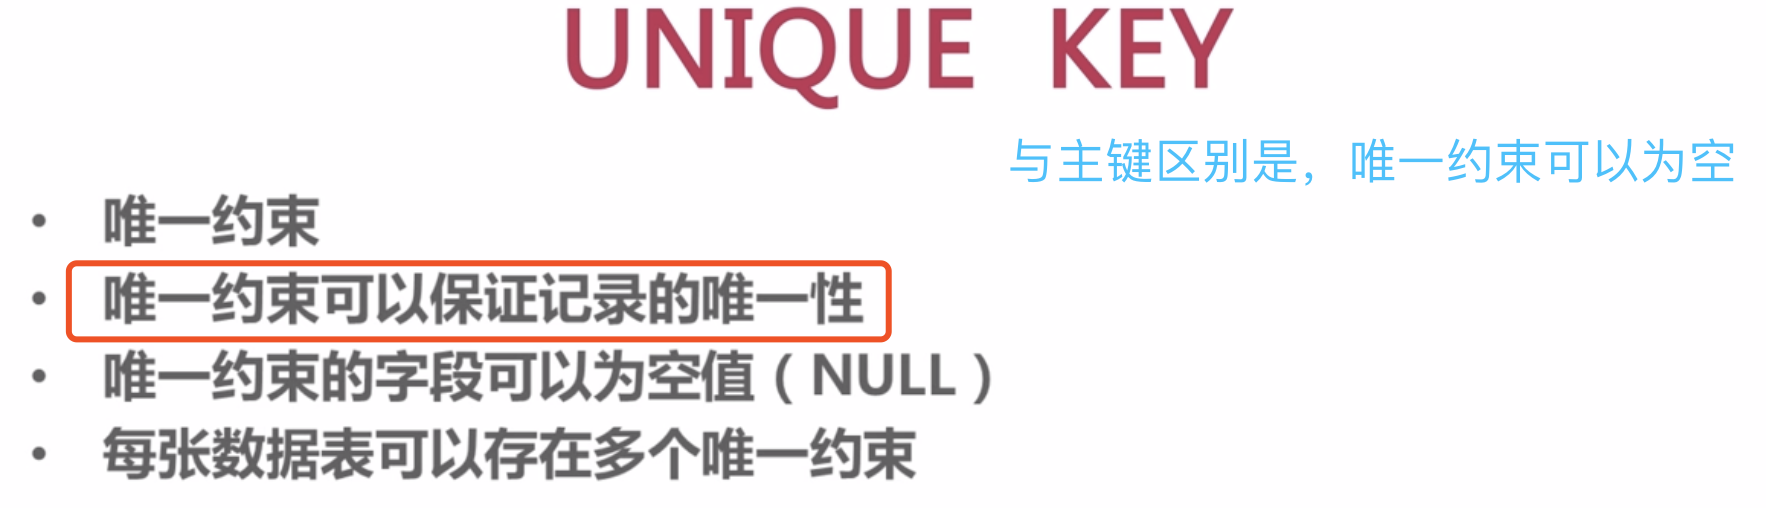 UNIQUE KEY
与主键区别是，唯一约束可以为空
• 唯一约束
• 唯一约束可以保证记录的唯一性
• 唯一约束的字段可以为空值（NULL）
• 每张数据表可以存在多个唯一约束